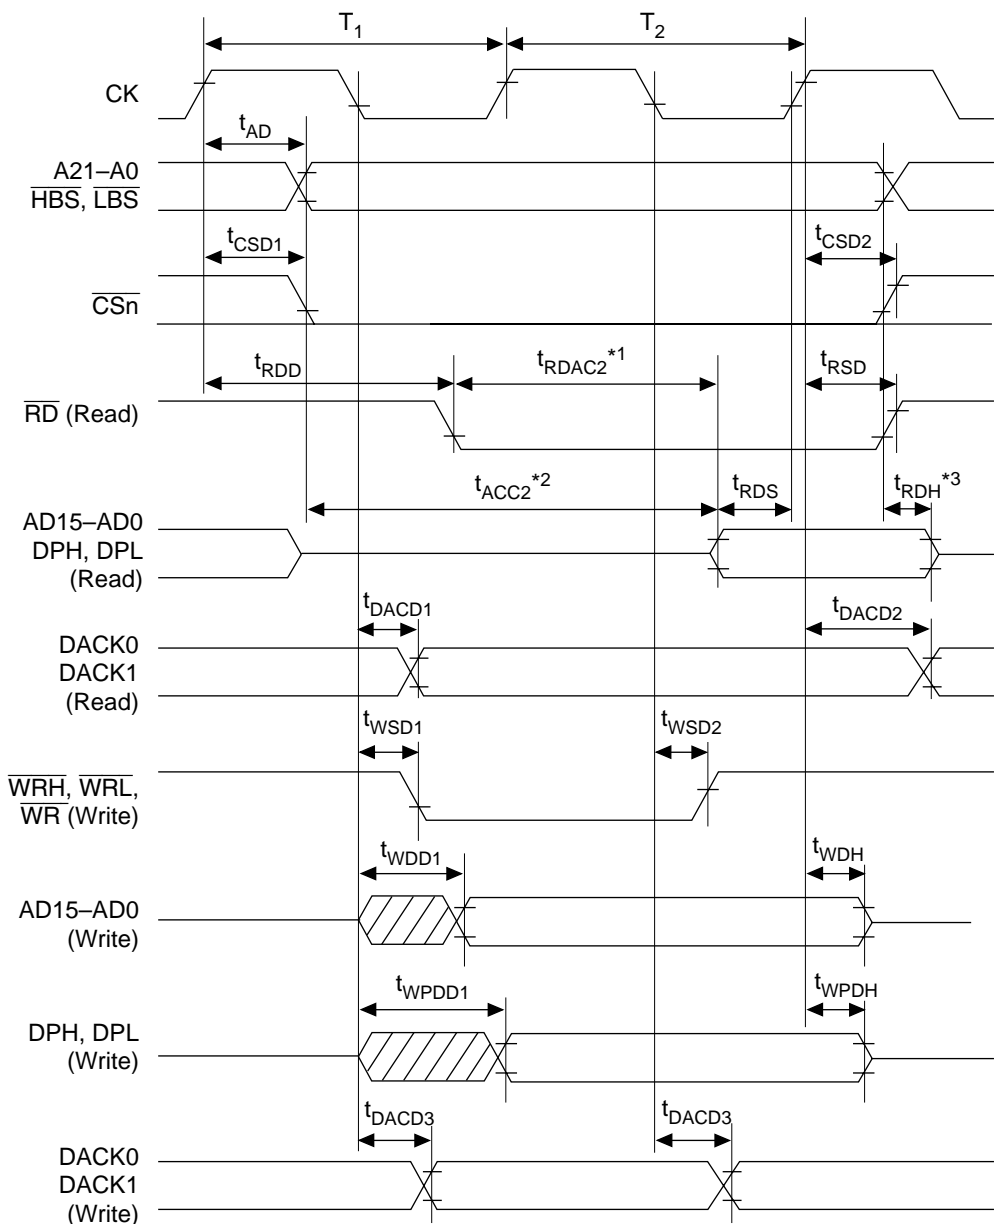 T1
T2
CK
tAD
A21–A0
HBS, LBS
tCSD1
tCSD2
CSn
tRDD
tRDAC2*1
tRSD
RD (Read)
tACC2*2
tRDS
tRDH*3
AD15–AD0
DPH, DPL
(Read)
tDACD1
tDACD2
DACK0
DACK1
(Read)
tWSD1
tWSD2
WRH, WRL,
WR (Write)
tWDD1
tWDH
AD15–AD0
(Write)
tWPDD1
tWPDH
DPH, DPL
(Write)
tDACD3
tDACD3
DACK0
DACK1
(Write)